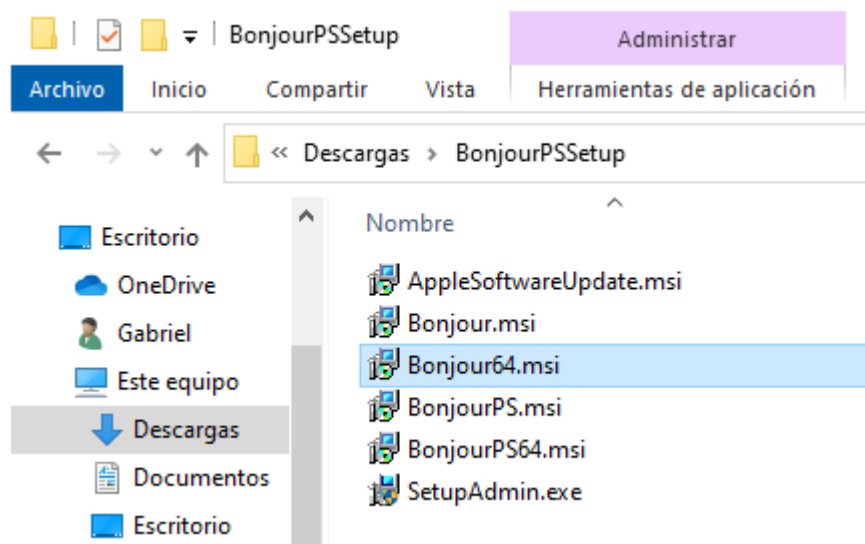 BonjourPSSetup
Administrar
Archivo Inicio Compartir Vista Herramientas de aplicación
« Descargas › BonjourPSSetup
Escritorio
OneDrive
Gabriel
Este equipo
Descargas
Documentos
Escritorio
Nombre
AppleSoftwareUpdate.msi
Bonjour.msi
Bonjour64.msi
BonjourPS.msi
BonjourPS64.msi
SetupAdmin.exe